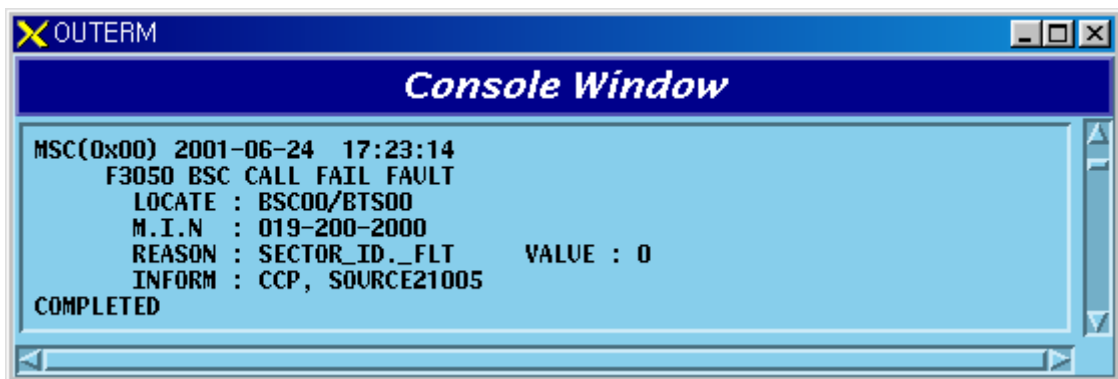 OUTERM
Console Window
MSC(0x00) 2001-06-24 17:23:14
F3050 BSC CALL FAIL FAULT
LOCATE : BSC00/BTS00
M.I.N : 019-200-2000
REASON : SECTOR_ID._FLT VALUE : 0
INFORM : CCP, SOURCE21005
COMPLETED